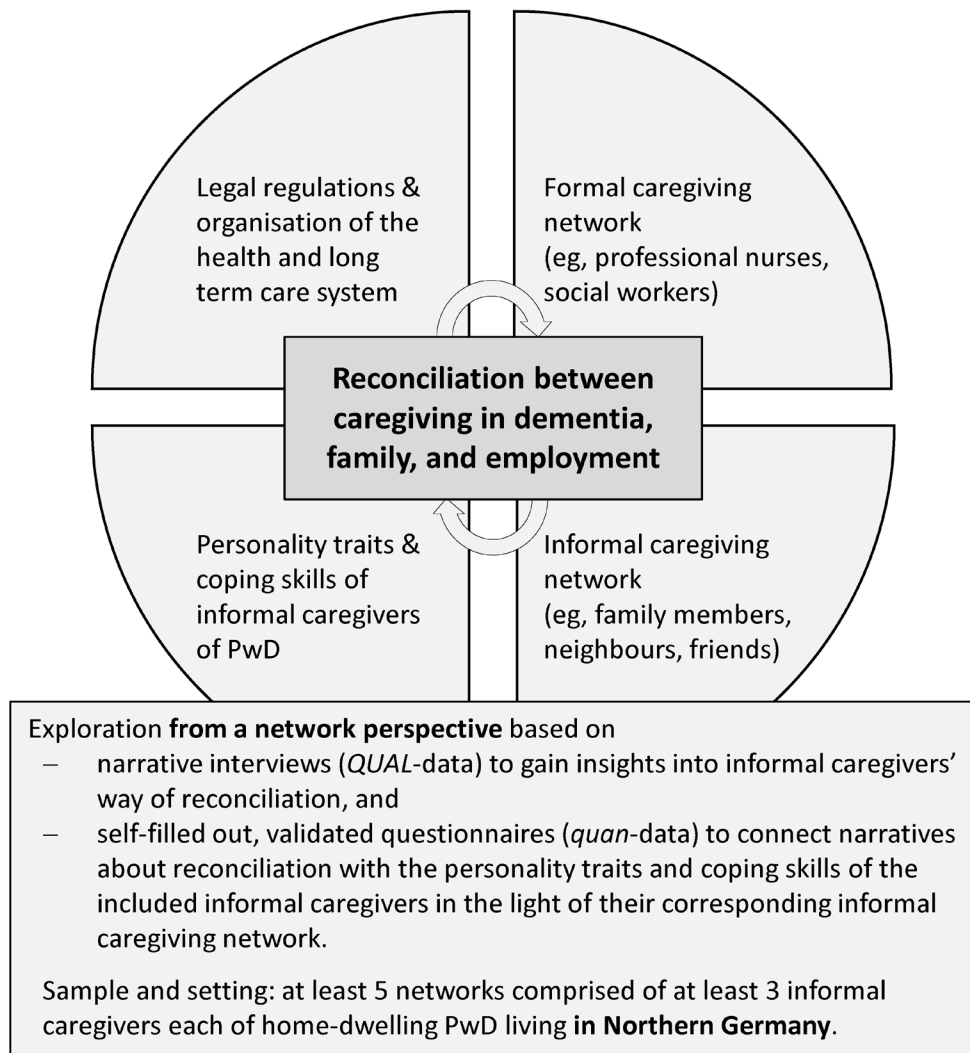 Legal regulations &
organisation of the
health and long
term care system
Formal caregiving
network
(eg, professional nurses,
social workers)
Reconciliation between
caregiving in dementia,
family, and employment
Personality traits &
coping skills of
informal caregivers
of PwD
Informal caregiving
network
(eg, family members,
neighbours, friends)
Exploration from a network perspective based on
– narrative interviews (QUAL-data) to gain insights into informal caregivers’
way of reconciliation, and
– self-filled out, validated questionnaires (quan-data) to connect narratives
about reconciliation with the personality traits and coping skills of the
included informal caregivers in the light of their corresponding informal
caregiving network.
Sample and setting: at least 5 networks comprised of at least 3 informal
caregivers each of home-dwelling PwD living in Northern Germany.